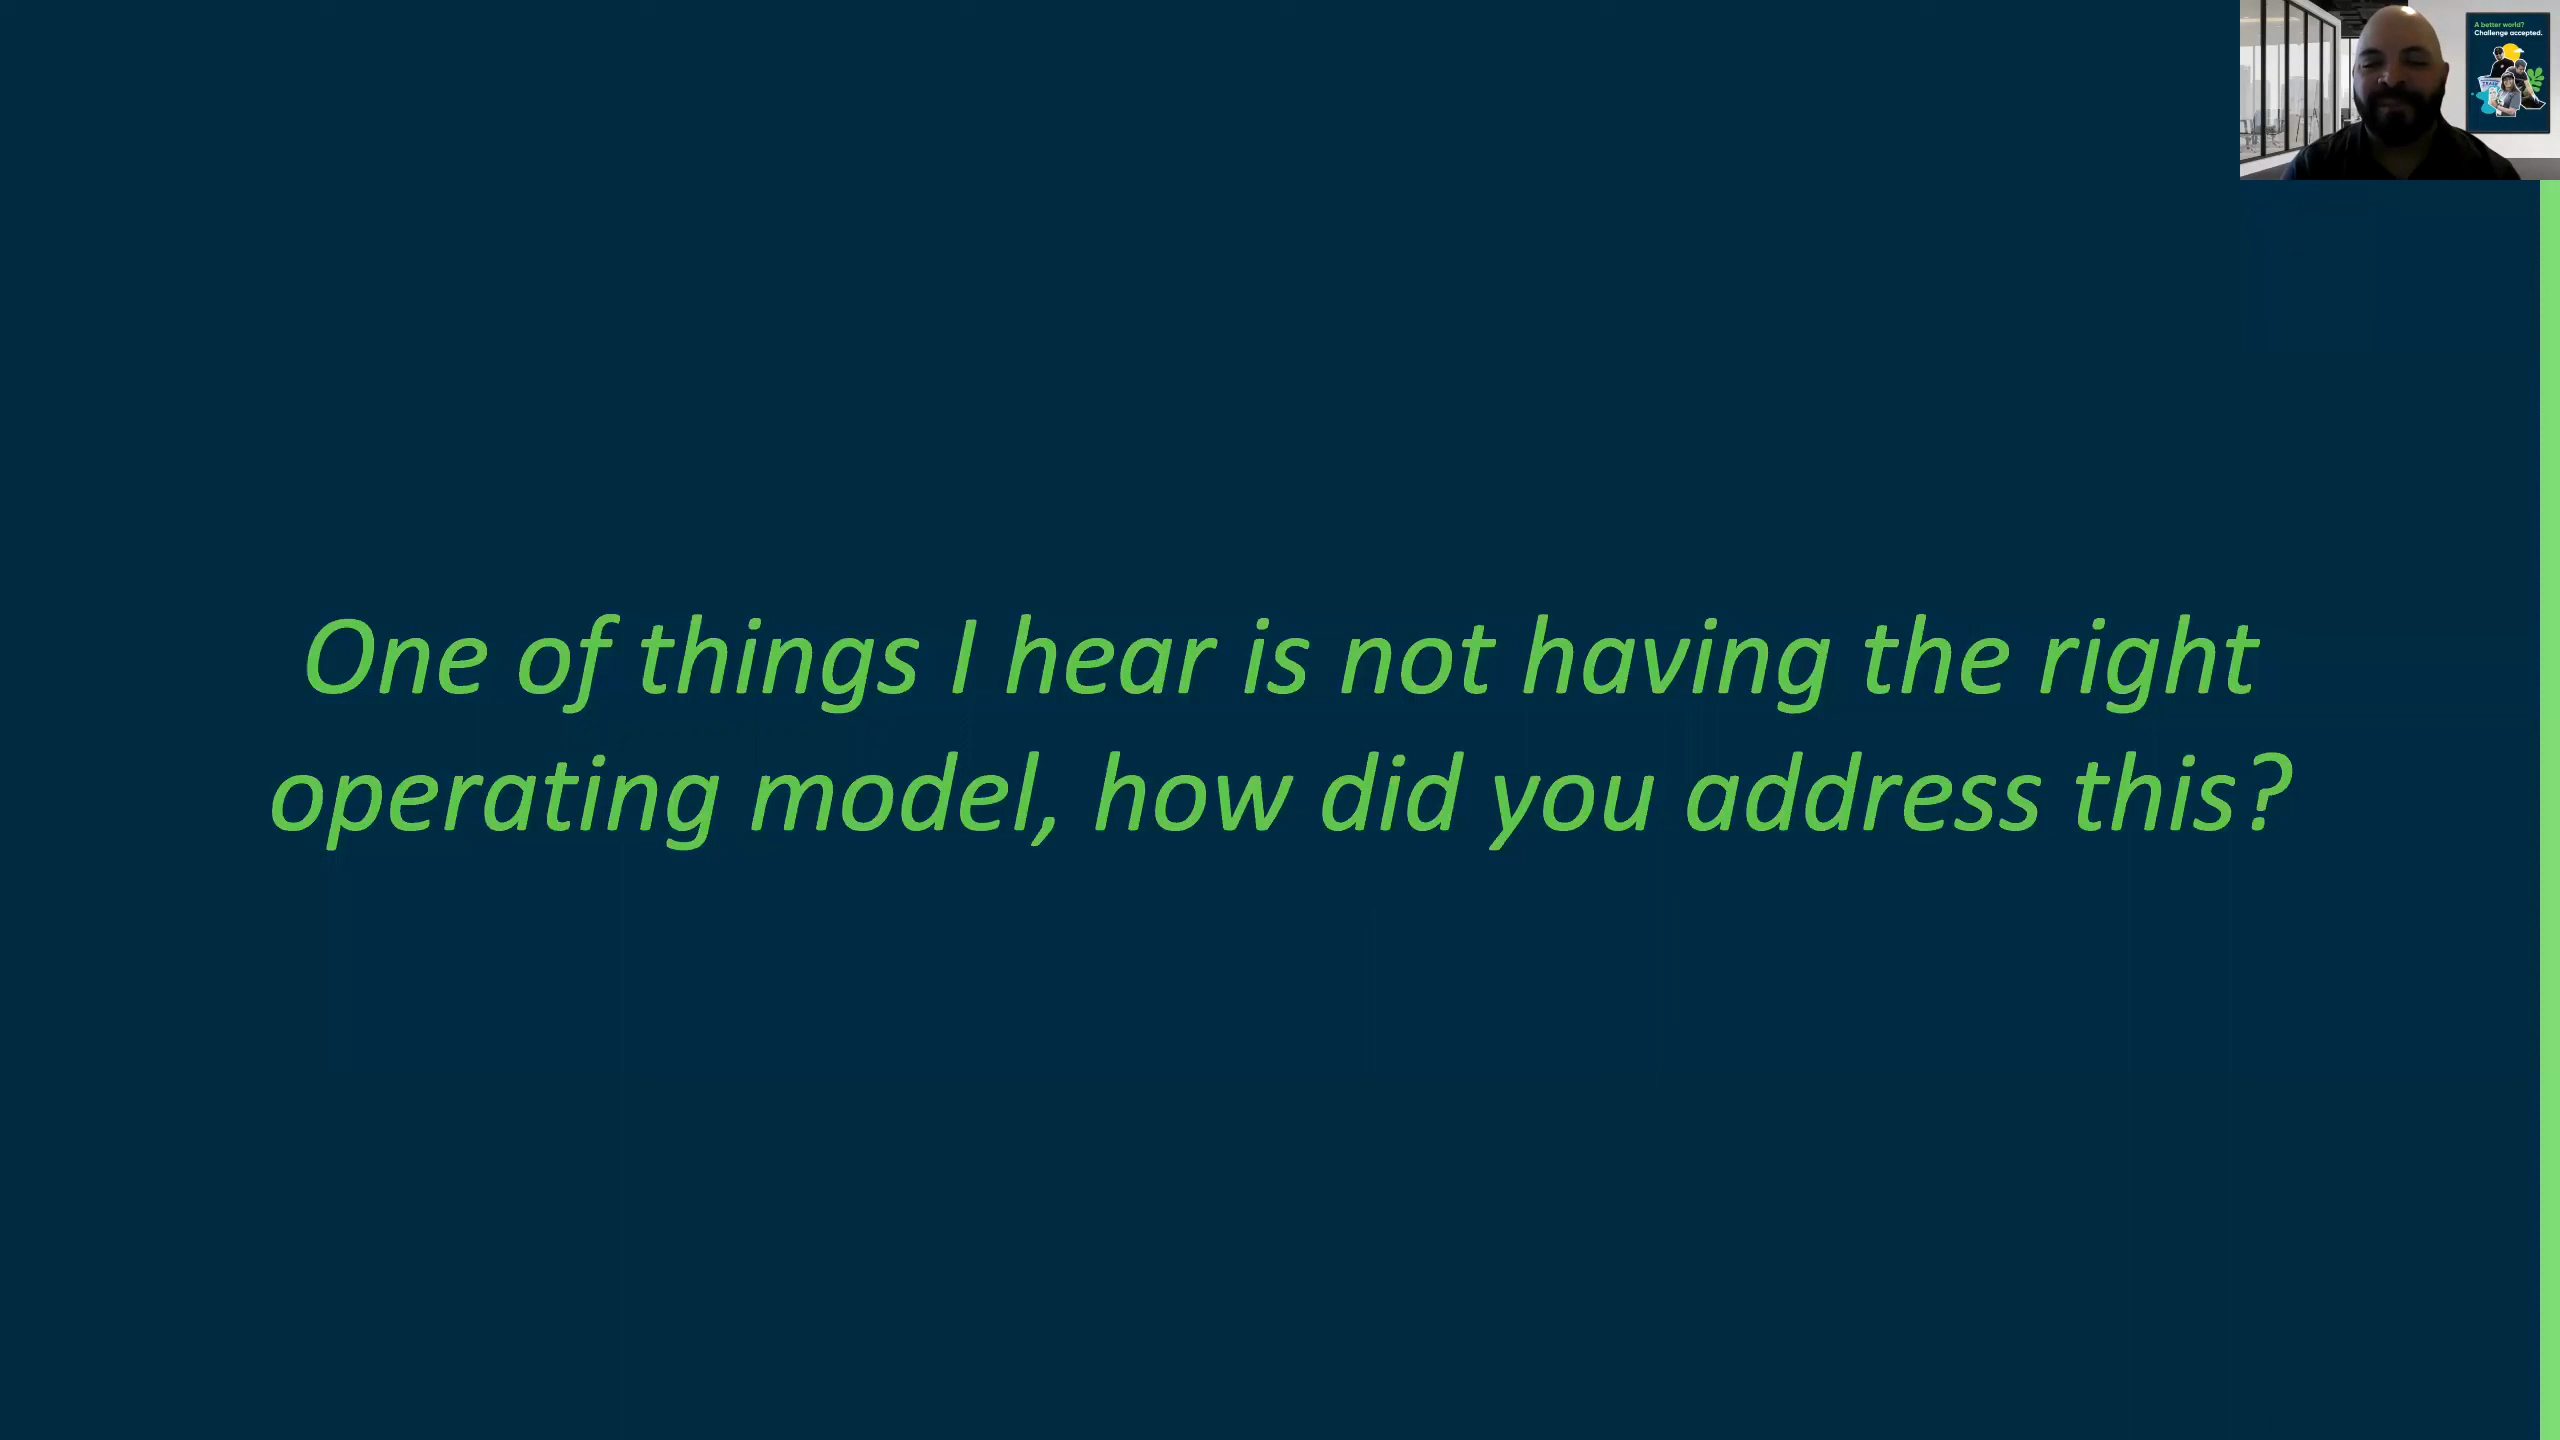 A better world?
Challenge accepted.
One of things I hear is not having the right
operating model, how did you address this?